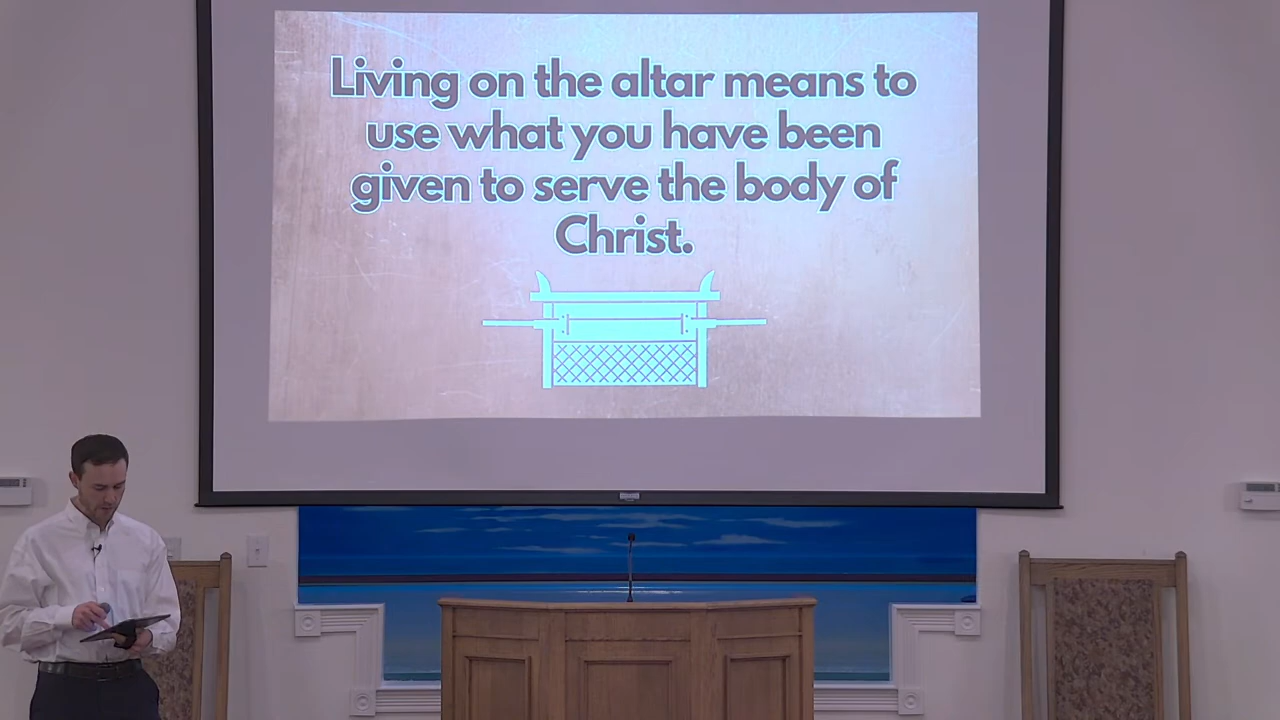 Living on the altar means to
use what you have been
given to serve the body of
Christ.